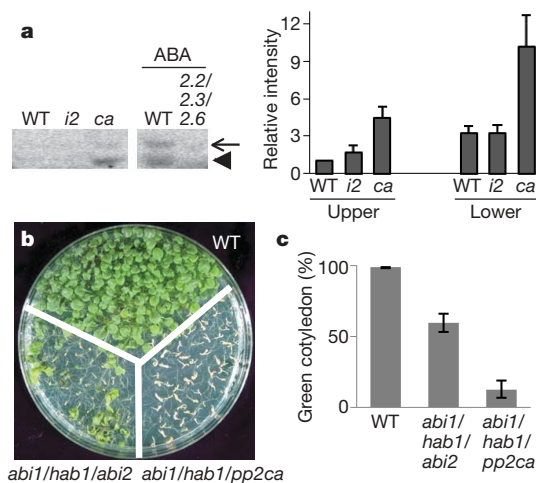 a
ABA
2.2/
2.3/
WT i2 ca WT 2.6
Relative intensity
12
9
6
3
0
WT i2 ca WT i2 ca
Upper Lower
b
WT
abi1/hab1/abi2 abi1/hab1/pp2ca
c
Green cotyledon (%)
100
50
0
WT abi1/ abi1/
hab1/ hab1/
abi2 pp2ca